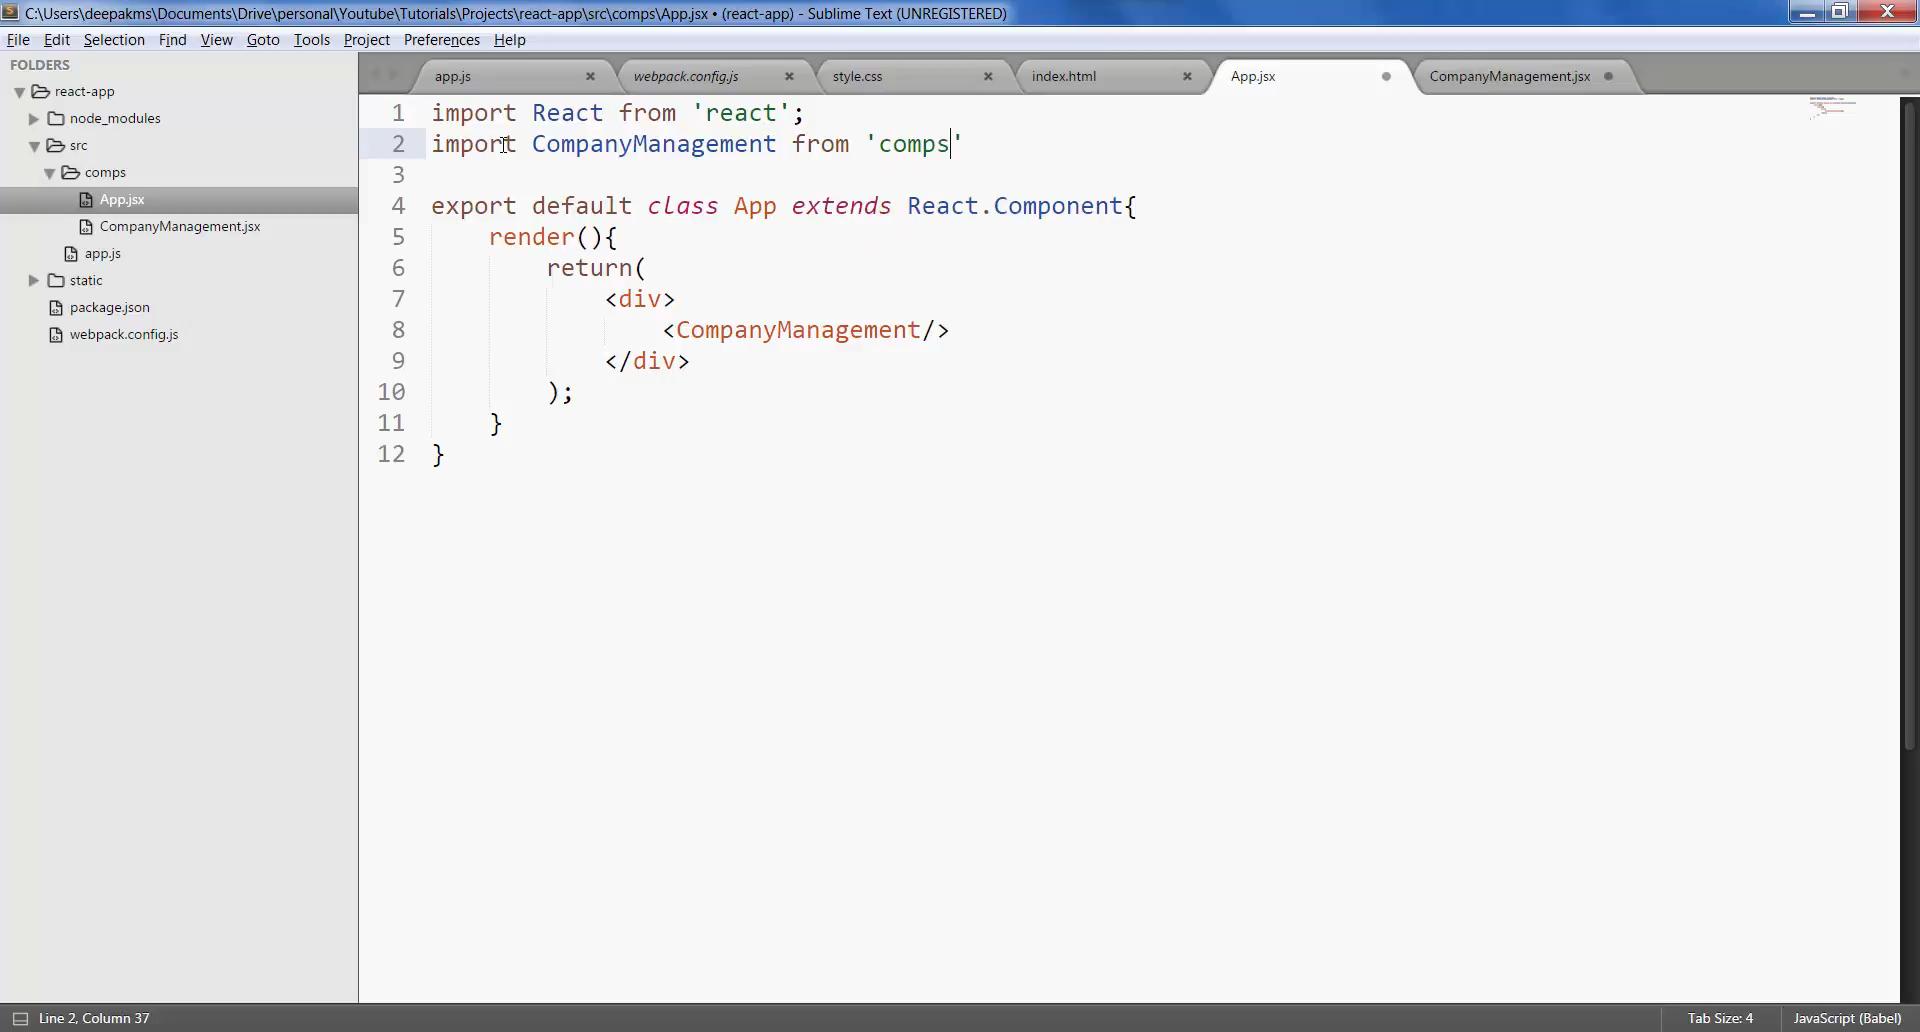 C:\Users\deepakms\Documents\Drive\personal\Youtube\Tutorials\Projects\react-app\src\comps\App.jsx • (react-app) - Sublime Text (UNREGISTERED)
File Edit Selection Find View Goto Tools Project Preferences Help
FOLDERS
react-app
node_modules
src
comps
App.jsx
CompanyManagement.jsx
app.js
static
package.json
webpack.config.js
app.js webpack.config.js style.css index.html App.jsx CompanyManagement.jsx
1 import React from 'react';
2 import CompanyManagement from 'comps'
3
4 export default class App extends React.Component{
5 render(){
6 return(
7 <div>
8 <CompanyManagement/>
9 </div>
10 );
11 }
12 }
Line 2, Column 37
Tab Size: 4
JavaScript (Babel)